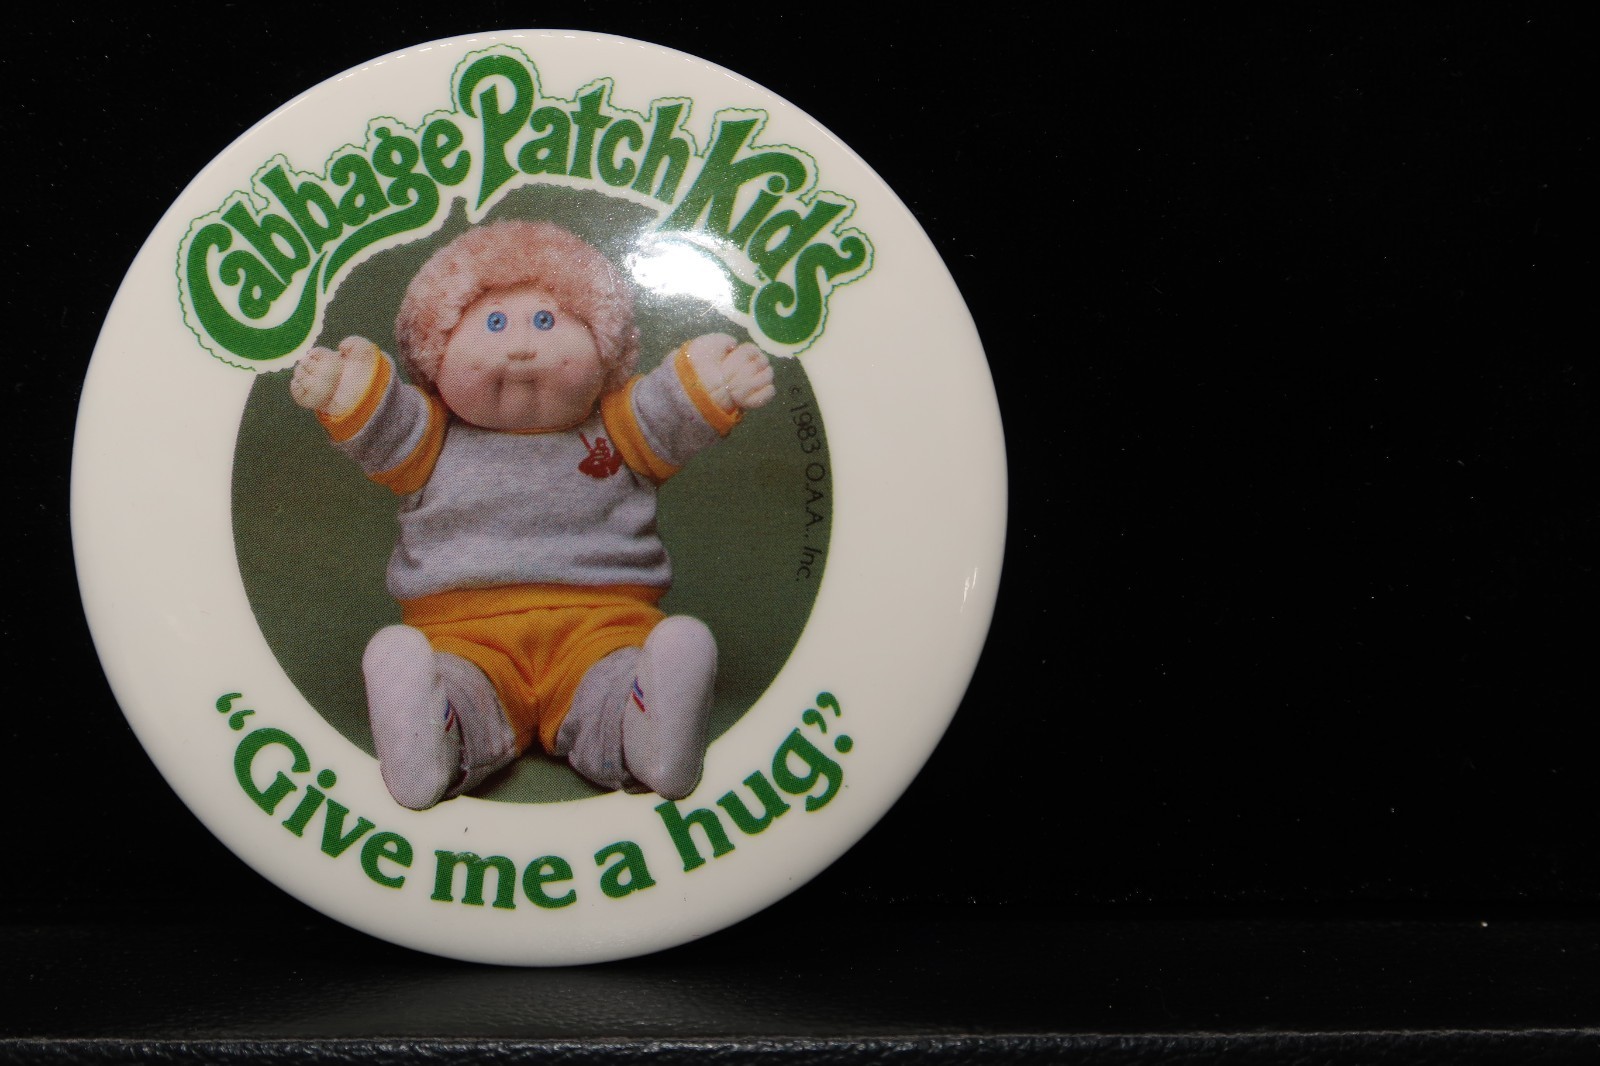 Cabbage Patch Kids
© 1983 O.A.A., Inc.
“Give me a hug.”